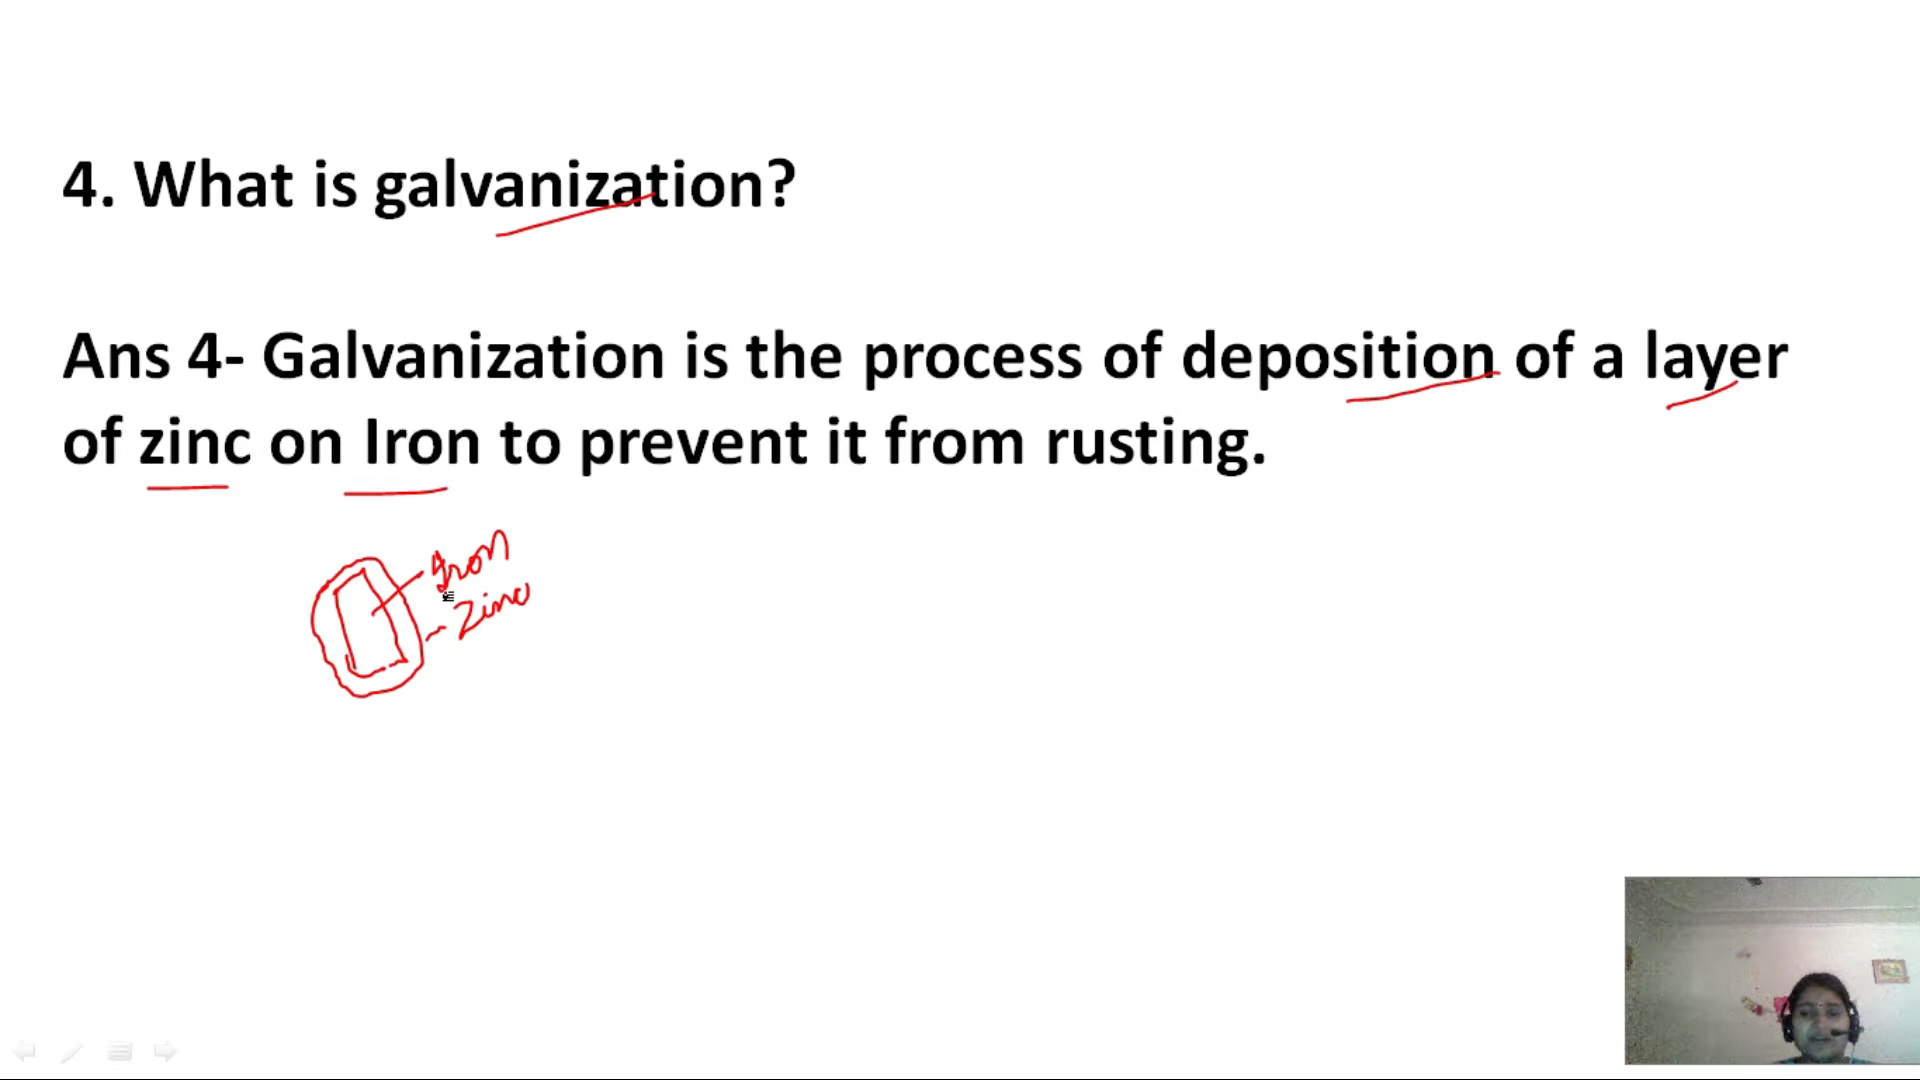 4. What is galvanization?
Ans 4- Galvanization is the process of deposition of a layer
of zinc on Iron to prevent it from rusting.
Iron
Zinc